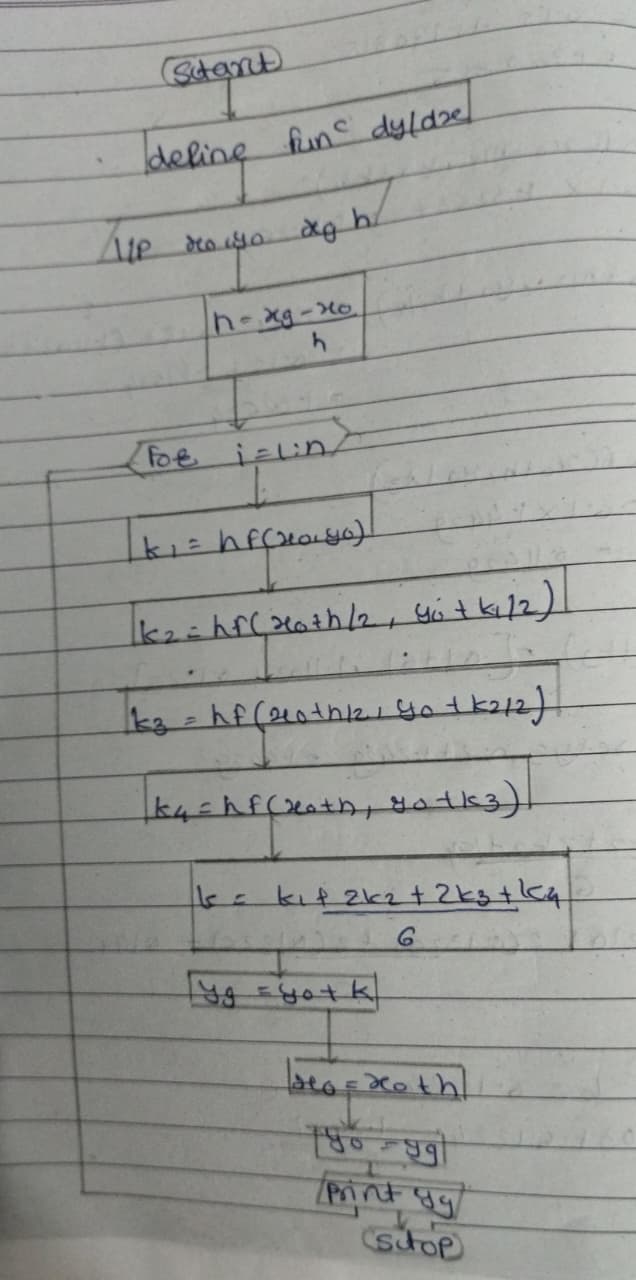 Start
define func dy/dx
I/P x0, y0 xg h
n = xg - x0
h
For i = 1:n
k1 = hf(x0, y0)
k2 = hf(x0+h/2, y0 + k1/2)
k3 = hf(x0+h/2, y0 + k2/2)
k4 = hf(x0+h, y0+k3)
k = k1 + 2k2 + 2k3 + k4
6
yg = y0 + k
x0 = x0 + h
y0 = yg
print yg
Stop